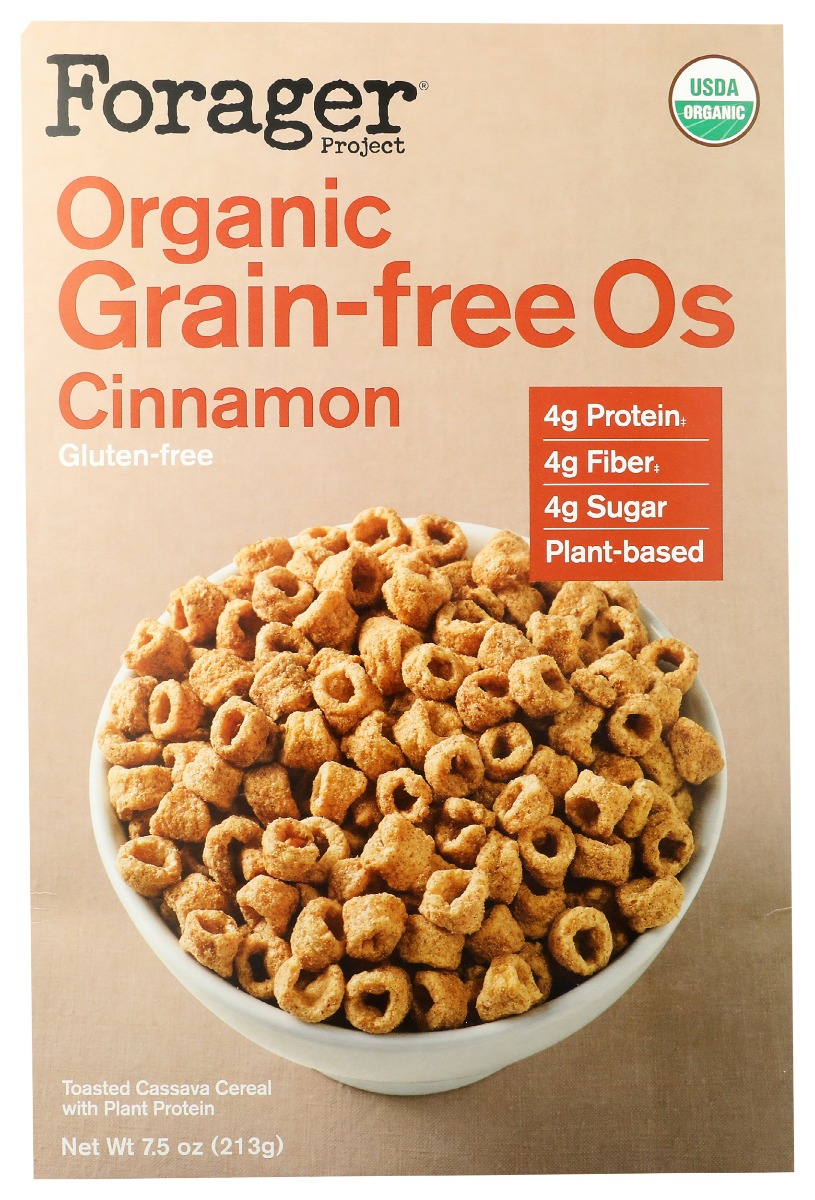 Forager®
Project
USDA
ORGANIC
Organic
Grain-free Os
Cinnamon
Gluten-free
4g Protein‡
4g Fiber‡
4g Sugar
Plant-based
Toasted Cassava Cereal
with Plant Protein
Net Wt 7.5 oz (213g)